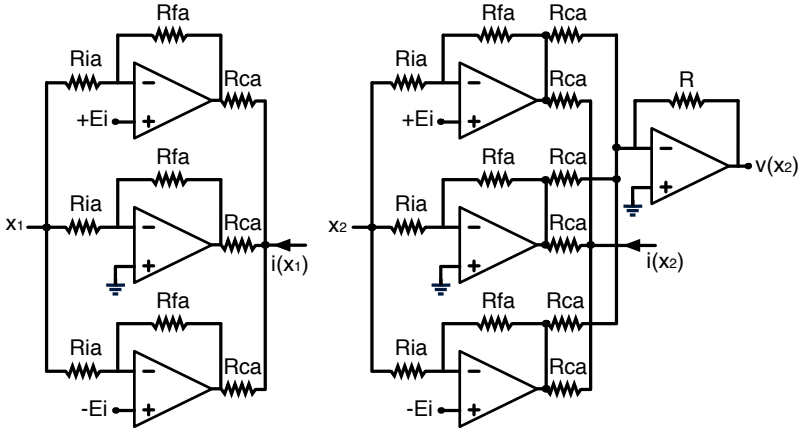 Rfa
Ria
Rca
+Ei
Rfa
x1
Ria
Rca
i(x1)
Rfa
Ria
Rca
-Ei
Rfa
Rca
Ria
Rca
+Ei
R
v(x2)
Rfa
Rca
x2
Ria
Rca
i(x2)
Rfa
Rca
Ria
Rca
-Ei